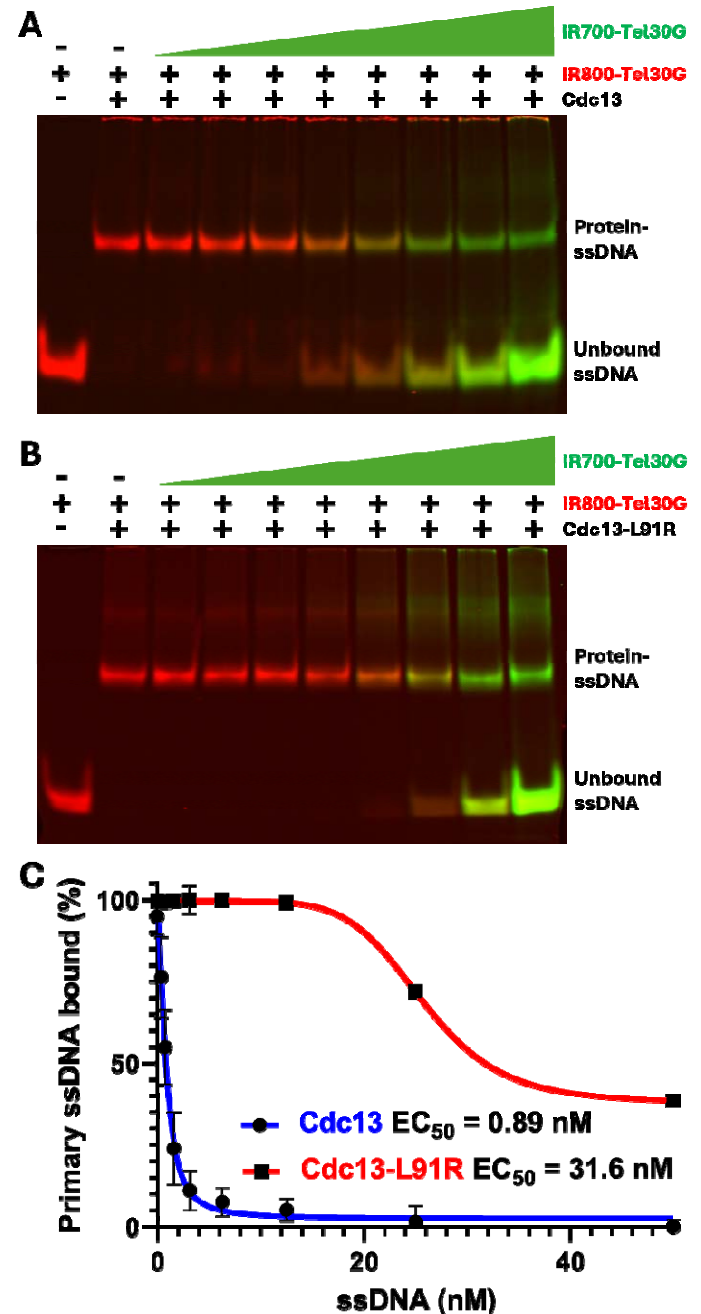 A
IR700-Tel30G
- -
+ + + + + + + + + + IR800-Tel30G
- + + + + + + + + + Cdc13
Protein-
ssDNA
Unbound
ssDNA
B
IR700-Tel30G
- -
+ + + + + + + + + + IR800-Tel30G
- + + + + + + + + + Cdc13-L91R
Protein-
ssDNA
Unbound
ssDNA
C
Primary ssDNA bound (%)
100
50
0
Cdc13 EC50 = 0.89 nM
Cdc13-L91R EC50 = 31.6 nM
0 20 40
ssDNA (nM)